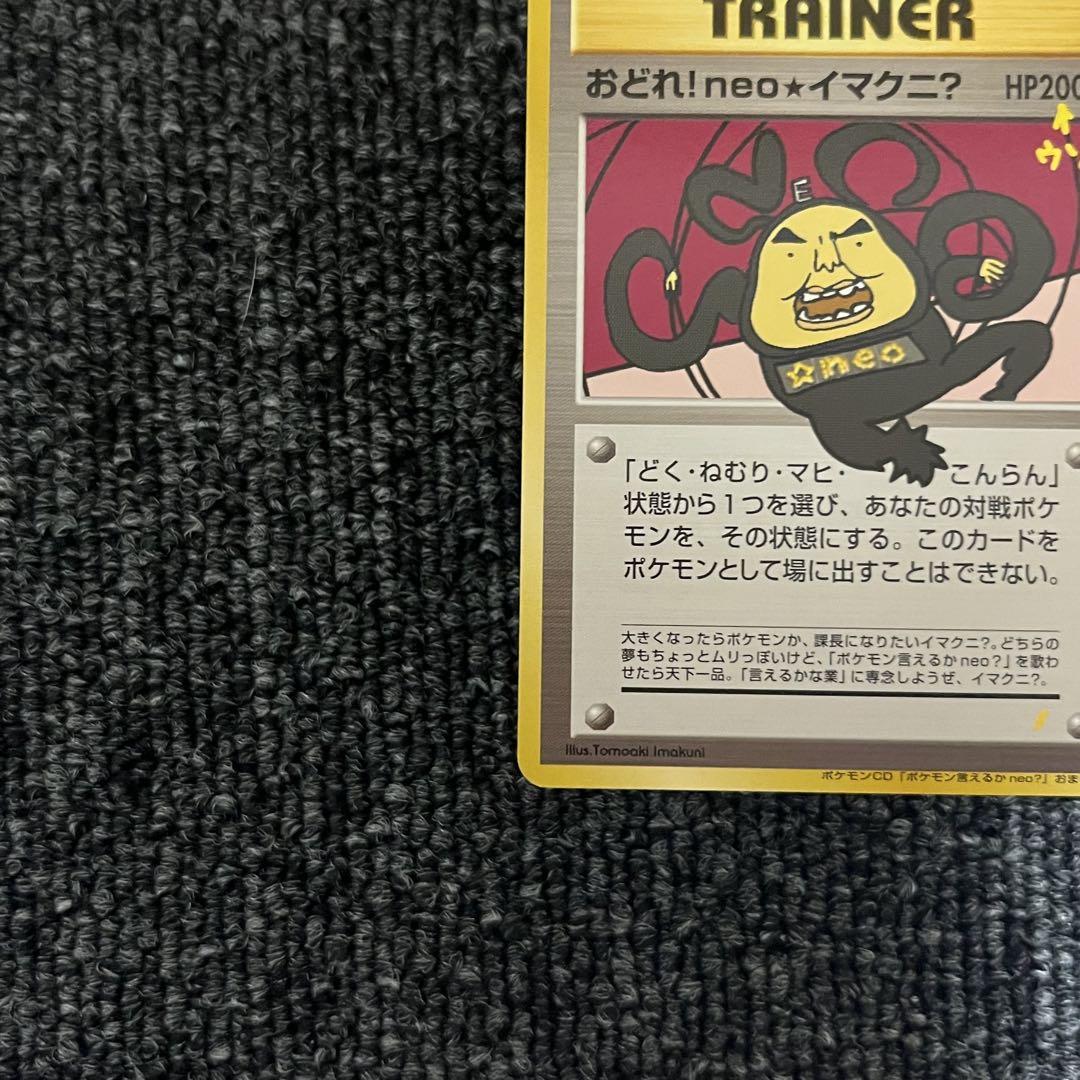 TRAINER
おどれ!neo★イマクニ? HP200
イ
ウ
E
☆neo
「どく・ねむり・マヒ・こんらん」
状態から1つを選び、あなたの対戦ポケ
モンを、その状態にする。このカードを
ポケモンとして場に出すことはできない。
大きくなったらポケモンか、課長になりたいイマクニ?。どちらの
夢もちょっとムリっぽいけど、「ポケモン言えるかneo?」を歌わ
せたら天下一品。「言えるかな業」に専念しようぜ、イマクニ?。
Illus.Tomoaki Imakuni
ポケモンCD「ポケモン言えるかneo?」おま